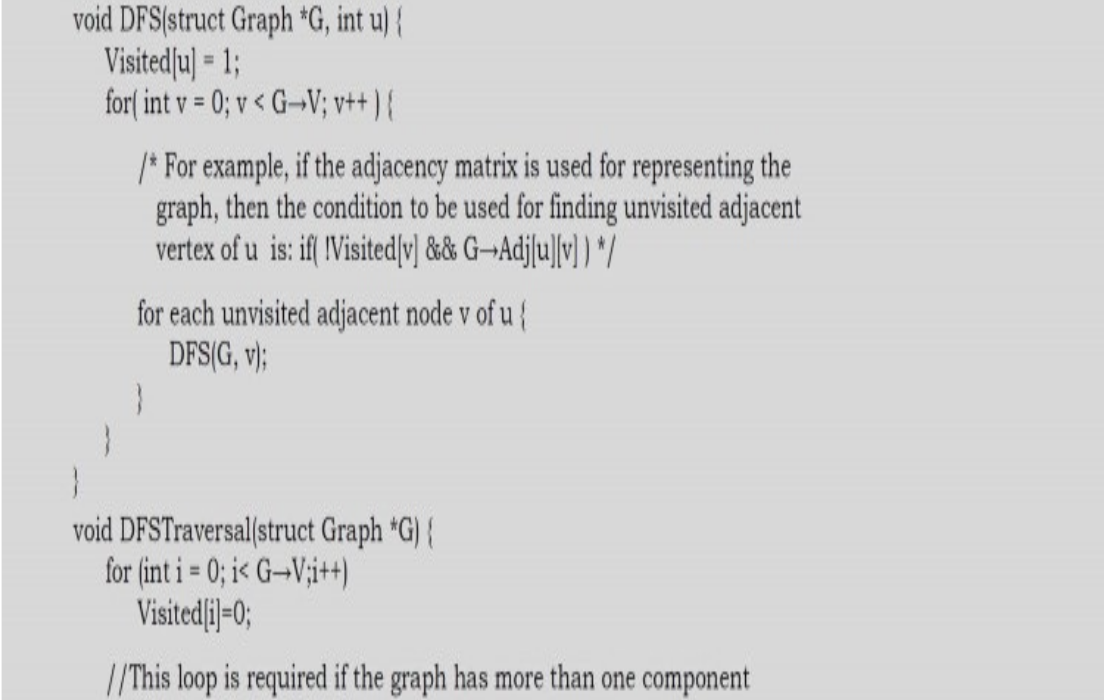 void DFS(struct Graph *G, int u) {
Visited[u] = 1;
for( int v = 0; v < G→V; v++ ) {
/* For example, if the adjacency matrix is used for representing the
graph, then the condition to be used for finding unvisited adjacent
vertex of u is: if( !Visited[v] && G→Adj[u][v] ) */
for each unvisited adjacent node v of u {
DFS(G, v);
}
}
}
void DFSTraversal(struct Graph *G) {
for (int i = 0; i< G→V;i++)
Visited[i]=0;
//This loop is required if the graph has more than one component